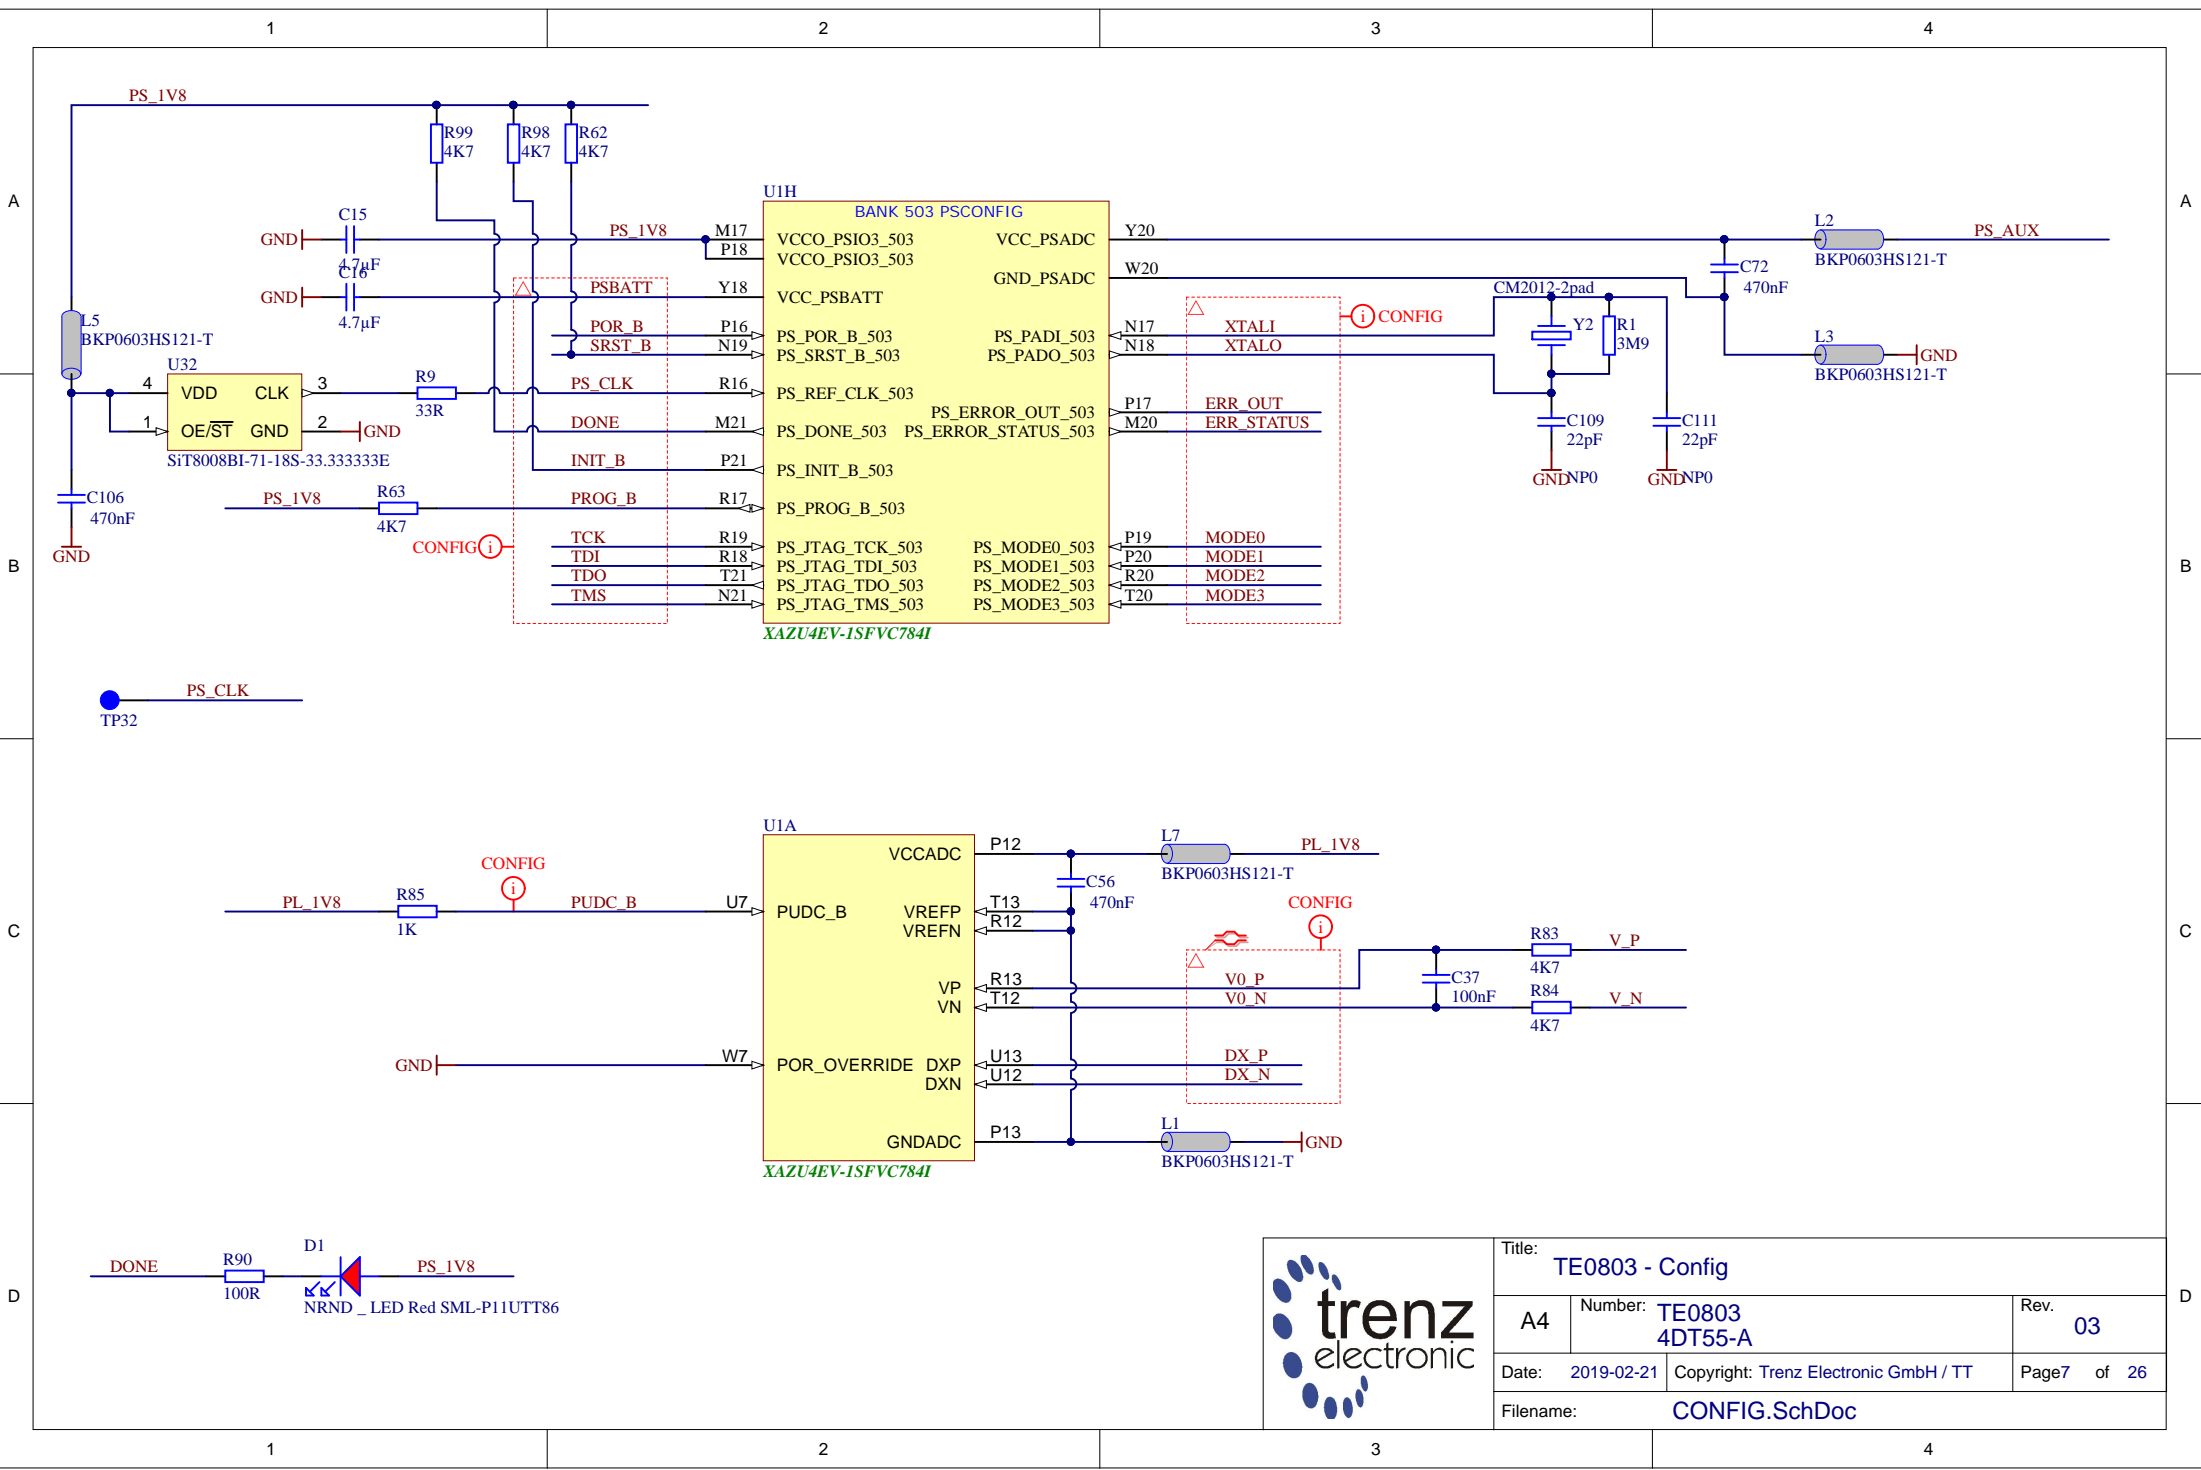 1 2 3 4
PS_1V8
R99
4K7
R98
4K7
R62
4K7
A A
U1H
BANK 503 PSCONFIG
C15
GND
4.7µF
PS_1V8
M17
VCCO_PSIO3_503
P18
VCCO_PSIO3_503
VCC_PSADC
Y20
GND_PSADC
W20
L2
BKP0603HS121-T
PS_AUX
C72
470nF
C16
GND
4.7µF
PSBATT
Y18
VCC_PSBATT
CM2012-2pad
CONFIG
Y2
R1
3M9
L5
BKP0603HS121-T
POR_B
P16
PS_POR_B_503
PS_PADI_503
N17
XTALI
SRST_B
N19
PS_SRST_B_503
PS_PADO_503
N18
XTALO
L3
GND
BKP0603HS121-T
U32
4
VDD
CLK
3
1
OE/ST
GND
2
GND
SiT8008BI-71-18S-33.333333E
R9
33R
PS_CLK
R16
PS_REF_CLK_503
PS_ERROR_OUT_503
P17
ERR_OUT
DONE
M21
PS_DONE_503
PS_ERROR_STATUS_503
M20
ERR_STATUS
C109
22pF
GND
NP0
C111
22pF
GND
NP0
INIT_B
P21
PS_INIT_B_503
C106
470nF
GND
PS_1V8
R63
4K7
PROG_B
R17
PS_PROG_B_503
CONFIG
TCK
R19
PS_JTAG_TCK_503
PS_MODE0_503
P19
MODE0
TDI
R18
PS_JTAG_TDI_503
PS_MODE1_503
P20
MODE1
TDO
T21
PS_JTAG_TDO_503
PS_MODE2_503
R20
MODE2
TMS
N21
PS_JTAG_TMS_503
PS_MODE3_503
T20
MODE3
B B
XAZU4EV-1SFVC784I
PS_CLK
TP32
U1A
VCCADC
P12
L7
BKP0603HS121-T
PL_1V8
C56
470nF
CONFIG
PL_1V8
R85
1K
PUDC_B
U7
PUDC_B
VREFP
T13
VREFN
R12
CONFIG
C C
VP
R13
V0_P
VN
T12
V0_N
C37
100nF
R83
4K7
V_P
R84
4K7
V_N
GND
W7
POR_OVERRIDE
DXP
U13
DX_P
DXN
U12
DX_N
GNDADC
P13
L1
GND
BKP0603HS121-T
XAZU4EV-1SFVC784I
DONE
R90
100R
D1
PS_1V8
NRND _ LED Red SML-P11UTT86
D D
trenz
electronic
Title:
TE0803 - Config
A4
Number: TE0803
4DT55-A
Rev.
03
Date: 2019-02-21
Copyright: Trenz Electronic GmbH / TT
Page7 of 26
Filename: CONFIG.SchDoc
1 2 3 4